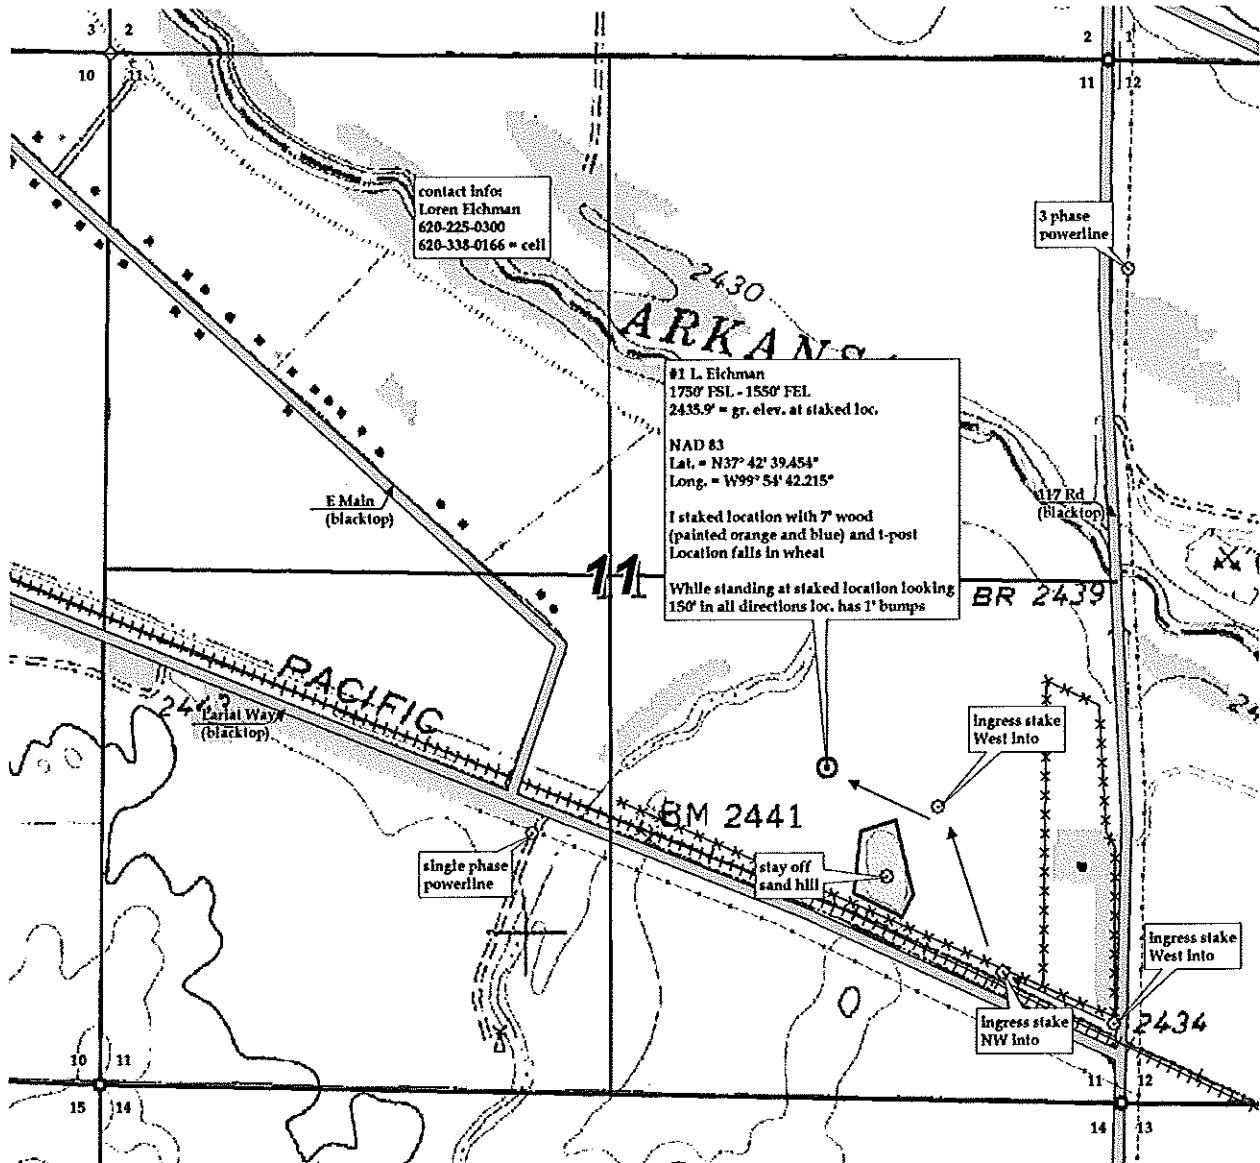 3 2
2 1
10 11
11 12
contact info:
Loren Eichman
620-225-0300
620-338-0166 = cell
3 phase
powerline
2430
ARKANSA
#1 L. Eichman
1750' FSL - 1550' FEL
2435.9' = gr. elev. at staked loc.
NAD 83
Lat. = N37° 42' 39.454"
Long. = W99° 54' 42.215"
I staked location with 7' wood
(painted orange and blue) and t-post
Location falls in wheat
While standing at staked location looking
150' in all directions loc. has 1' bumps
E Main
(blacktop)
117 Rd
(blacktop)
11
BR 2439
PACIFIC
Lariat Way
(blacktop)
24
Ingress stake
West into
BM 2441
single phase
powerline
stay off
sand hill
Ingress stake
West into
Ingress stake
NW into
2434
10 11
11 12
15 14
14 13